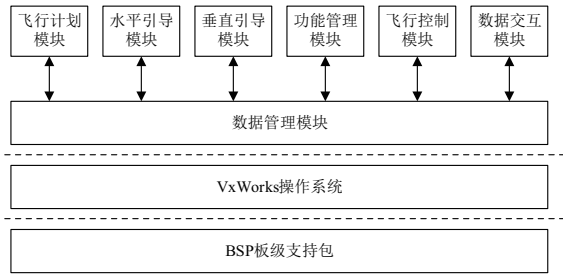 飞行计划
模块
水平引导
模块
垂直引导
模块
功能管理
模块
飞行控制
模块
数据交互
模块
数据管理模块
VxWorks操作系统
BSP板级支持包